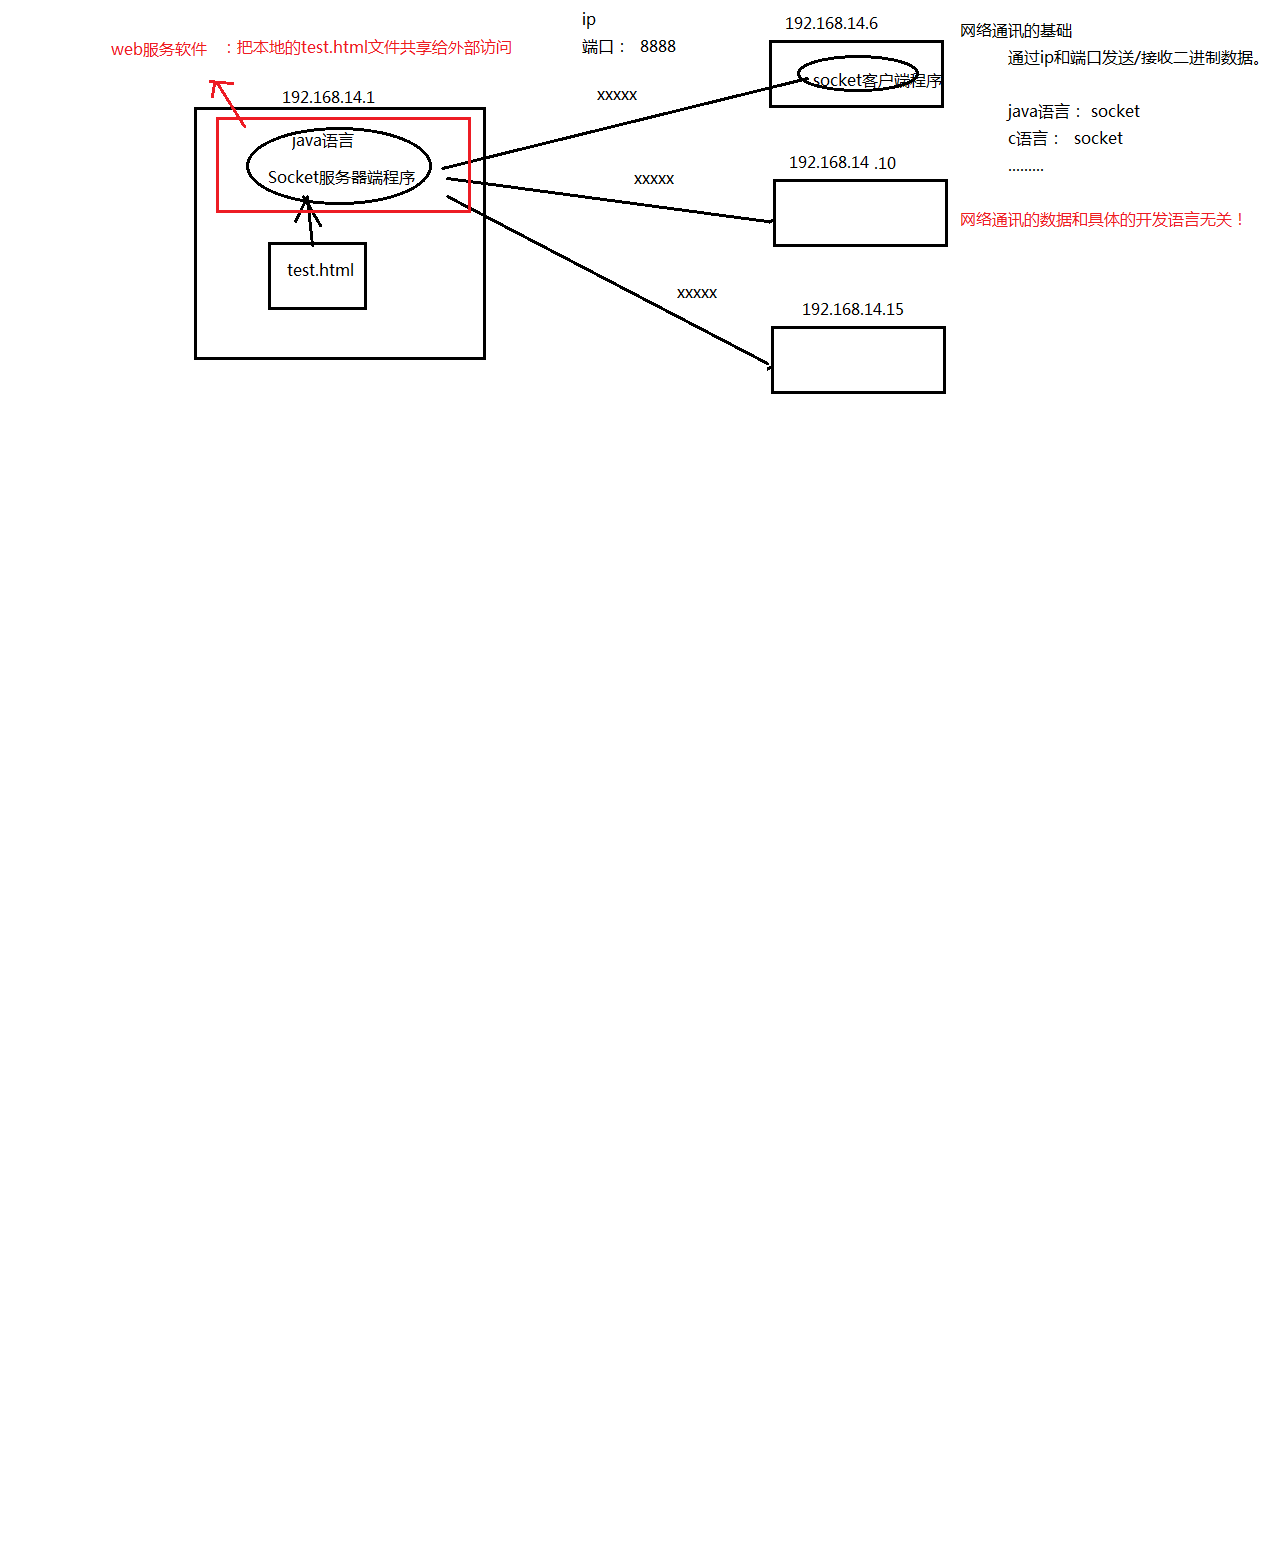 web服务软件 ：把本地的test.html文件共享给外部访问
192.168.14.1
java语言
Socket服务器端程序
test.html
ip
端口： 8888
xxxxx
xxxxx
xxxxx
192.168.14.6
socket客户端程序
192.168.14 .10
192.168.14.15
网络通讯的基础
通过ip和端口发送/接收二进制数据。
java语言： socket
c语言： socket
.........
网络通讯的数据和具体的开发语言无关！